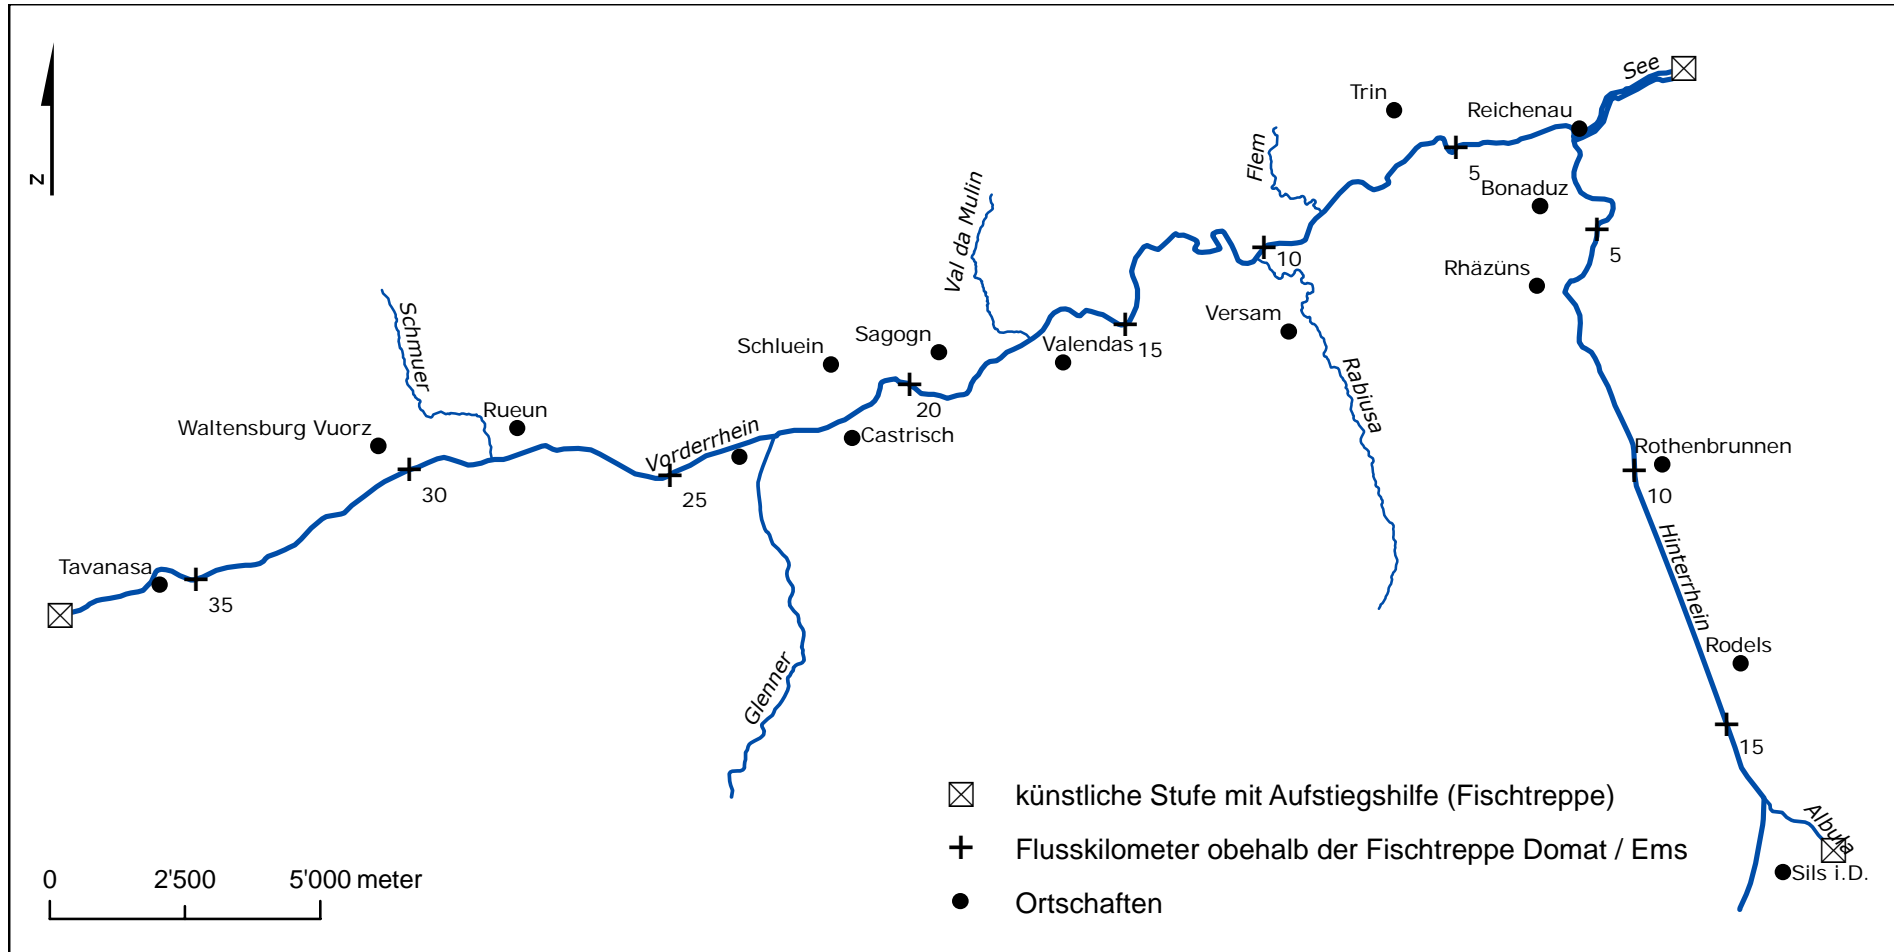 See
Trin
Reichenau
Flem
5
Bonaduz
Val da Mulin
10
5
Rhäzüns
Schmuer
Versam
Sagogn
Schluein
Valendas
15
Rabiusa
Rueun
20
Waltensburg Vuorz
Vorderrhein
Castrisch
Rothenbrunnen
30
25
10
Hinterrhein
Tavanasa
35
Rodels
Glenner
15
Albula
Sils i.D.
z
künstliche Stufe mit Aufstiegshilfe (Fischtreppe)
Flusskilometer obehalb der Fischtreppe Domat / Ems
Ortschaften
0 2'500 5'000 meter